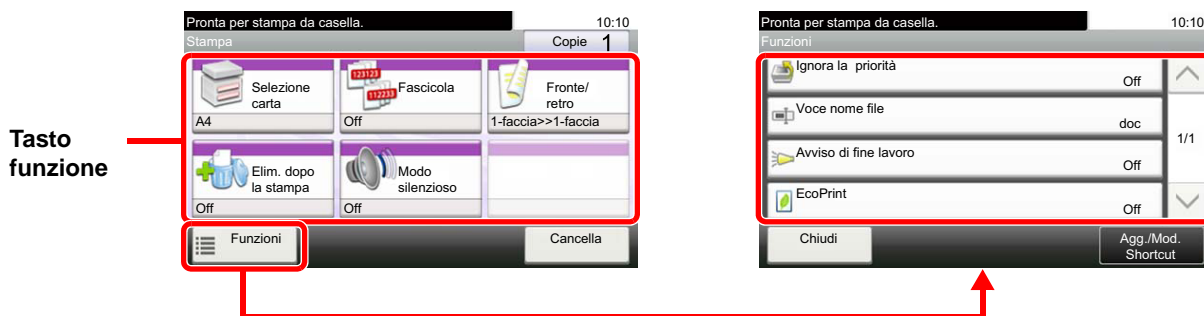 Pronta per stampa da casella. 10:10
Stampa
Copie 1
Selezione
carta
A4
123123
112233
Fascicola
Off
Fronte/
retro
1-faccia>>1-faccia
Elim. dopo
la stampa
Off
Modo
silenzioso
Off
Funzioni
Cancella
Tasto
funzione
Pronta per stampa da casella. 10:10
Funzioni
Ignora la priorità
Off
Voce nome file
doc
Avviso di fine lavoro
Off
EcoPrint
Off
1/1
Chiudi
Agg./Mod.
Shortcut